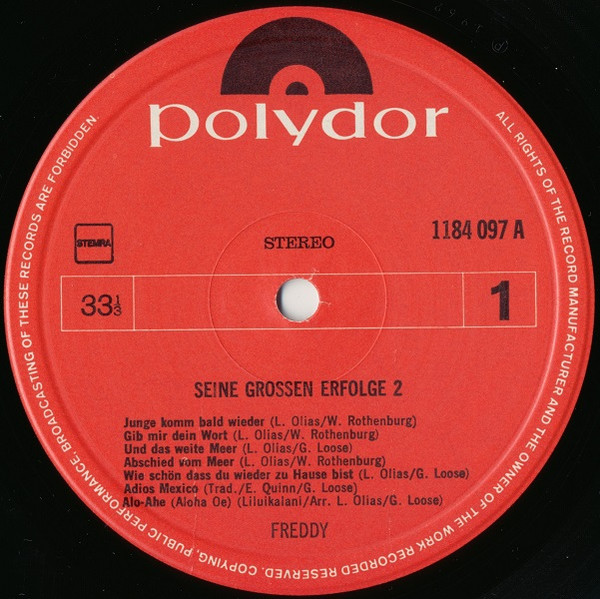 polydor
STEMRA
STEREO
1184 097 A
33 1/3
1
SEINE GROSSEN ERFOLGE 2
Junge komm bald wieder (L. Olias/W. Rothenburg)
Gib mir dein Wort (L. Olias/W. Rothenburg)
Und das weite Meer (L. Olias/G. Loose)
Abschied vom Meer (L. Olias/W. Rothenburg)
Wie schön dass du wieder zu Hause bist (L. Olias/G. Loose)
Adios Mexico (Trad./E. Quinn/G. Loose)
Alo-Ahe (Aloha Oe) (Liluikalani/Arr. L. Olias/G. Loose)
FREDDY
ALL RIGHTS OF THE RECORD MANUFACTURER AND THE OWNER OF THE WORK RECORDED RESERVED. COPYING, PUBLIC PERFORMANCE, BROADCASTING OF THESE RECORDS ARE FORBIDDEN.